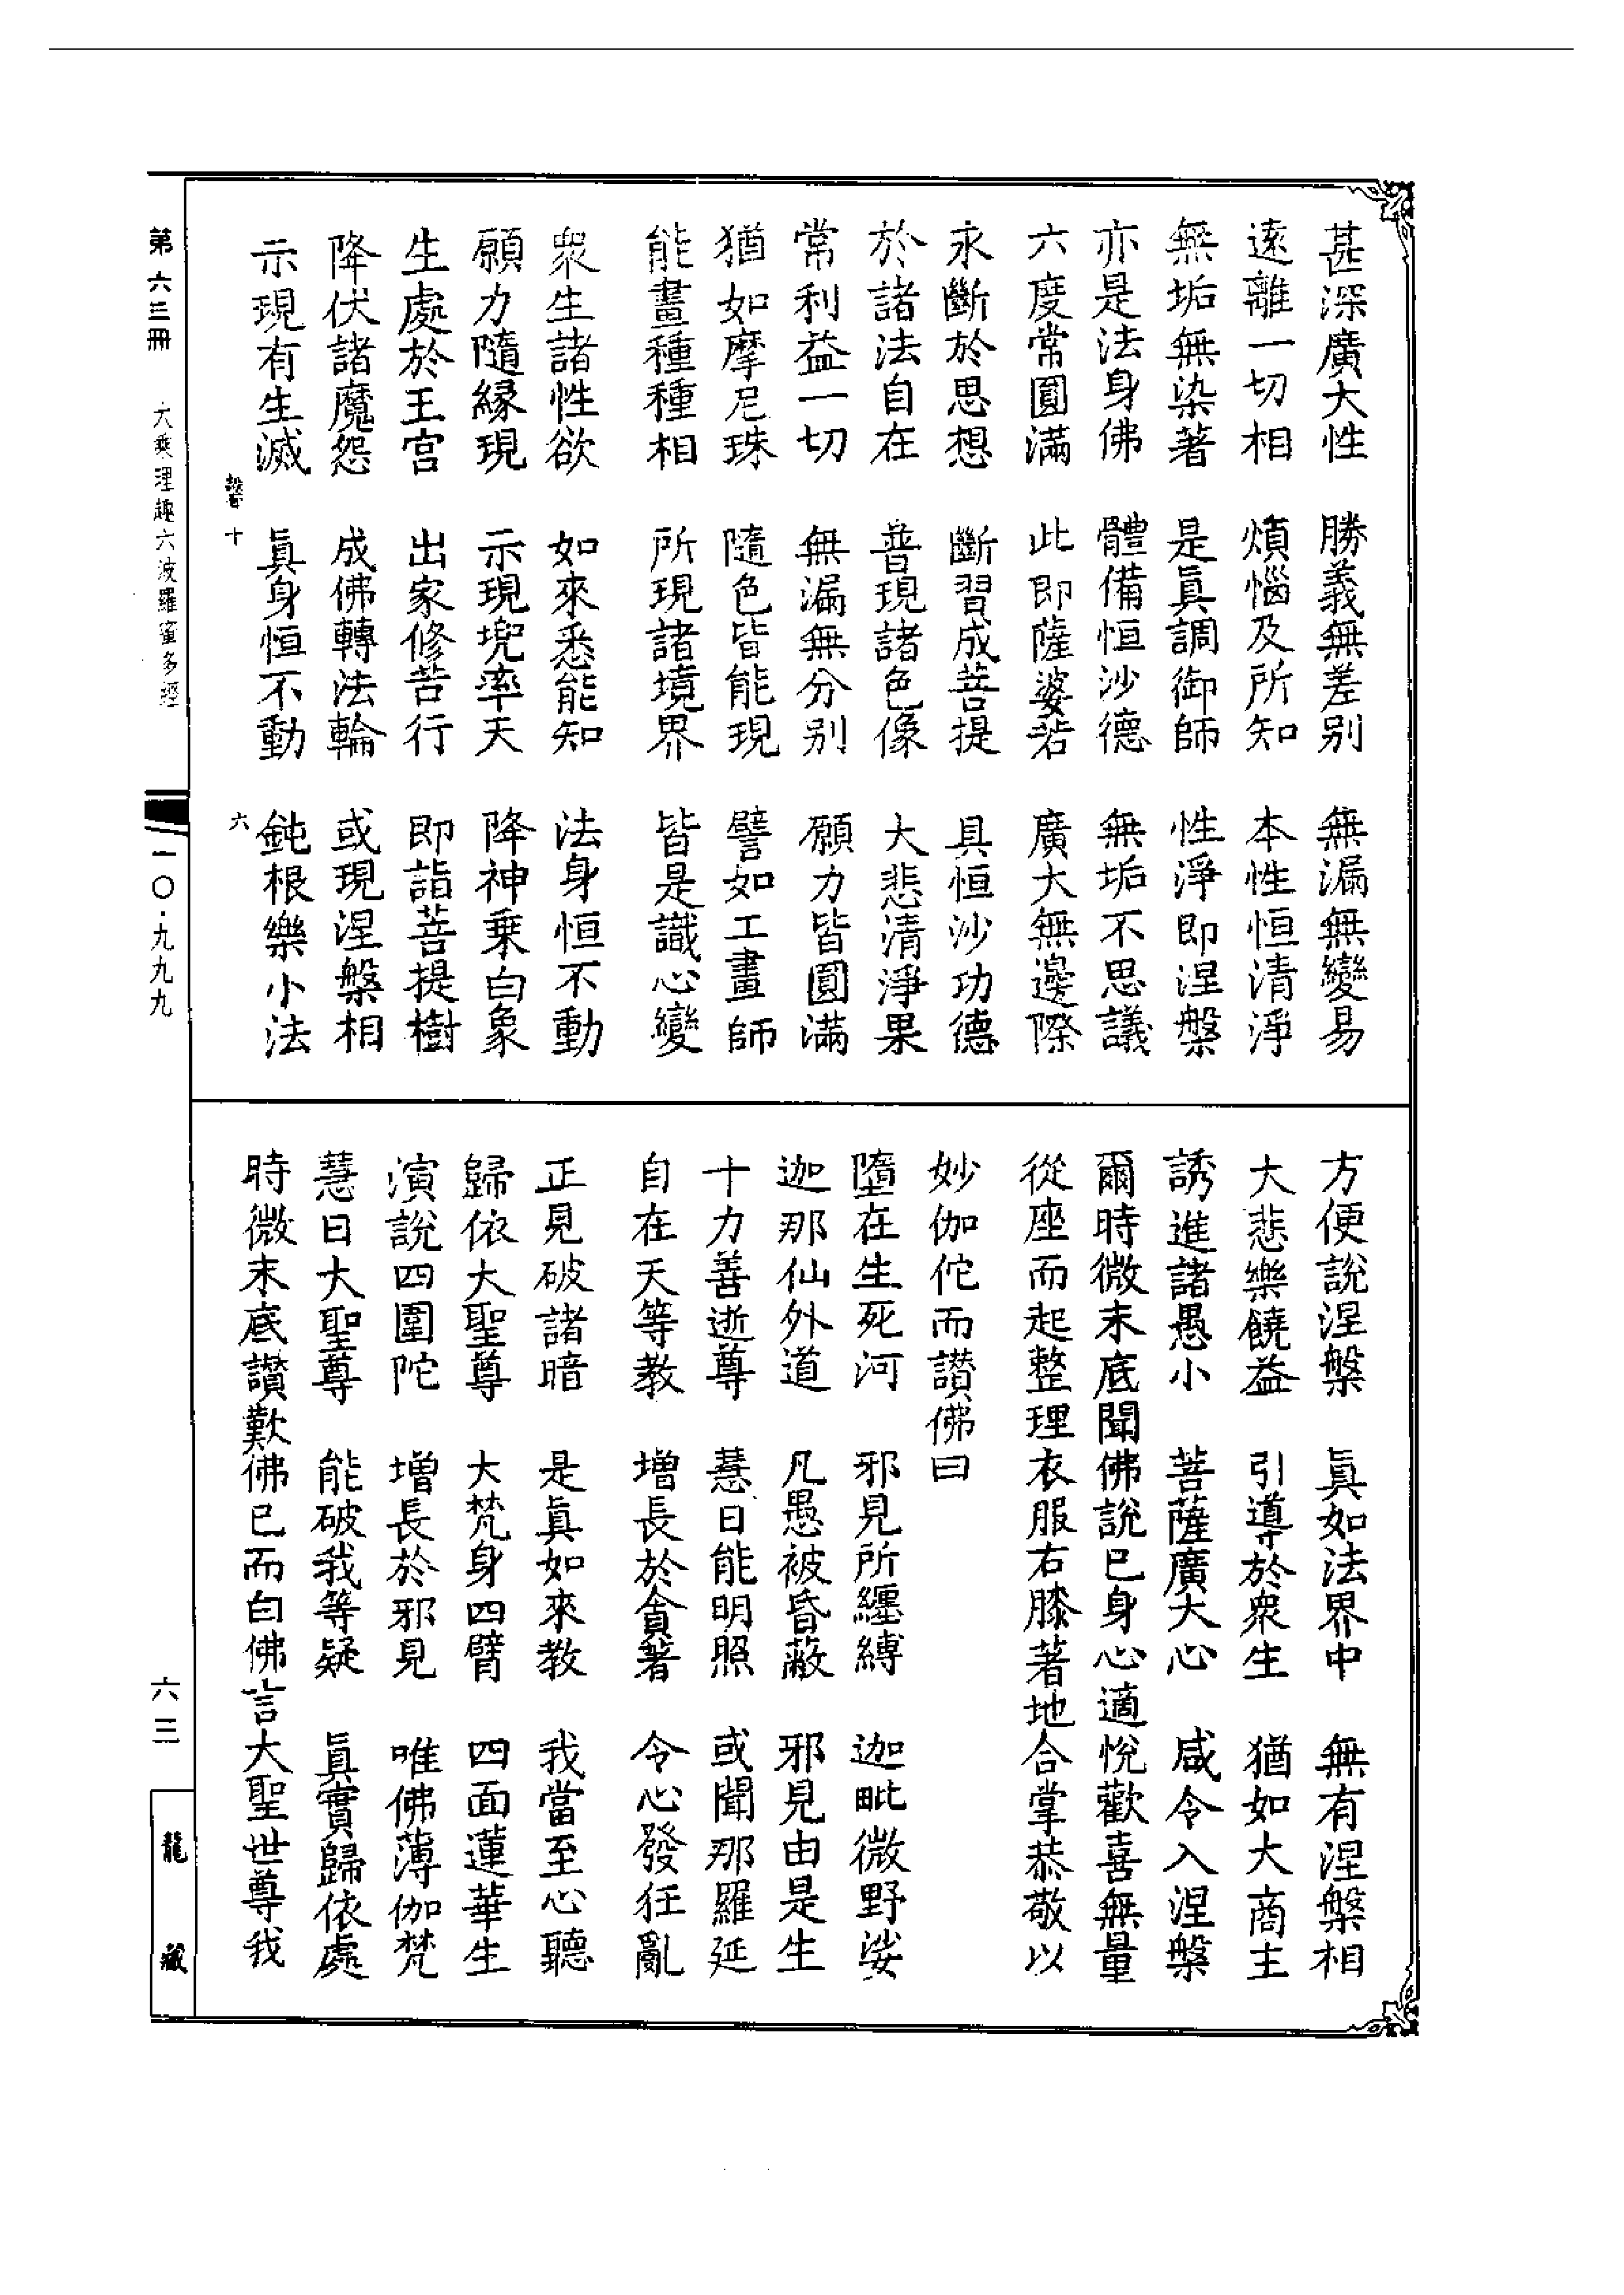 甚深廣大性　勝義無差别　無漏無變易
遠離一切相　煩惱及所知　本性恒清淨
無垢無染著　是眞調御師　性淨即涅槃
亦是法身佛　體備恒沙德　無垢不思議
六度常圓滿　此即薩婆若　廣大無邊際
永斷於思想　斷習成菩提　具恒沙功德
於諸法自在　普現諸色像　大悲清淨果
常利益一切　無漏無分别　願力皆圓滿
猶如摩尼珠　隨色皆能現　譬如工畫師
能畫種種相　所現諸境界　皆是識心變
衆生諸性欲　如來悉能知　法身恒不動
願力隨緣現　示現兜率天　降神乗白象
生處於王宫　出家修苦行　即詣菩提樹
降伏諸魔怨　成佛轉法輪　或現涅槃相
示現有生滅　眞身恒不動　鈍根樂小法
十　六
方便說涅槃　眞如法界中　無有涅槃相
大悲樂饒益　引導於衆生　猶如大商主
誘進諸愚小　菩薩廣大心　咸令入涅槃
爾時微末底聞佛說已身心適悅歡喜無量
從座而起整理衣服右膝著地合掌恭敬以
妙伽佗而讃佛曰
墮在生死河　邪見所纏縛　迦毗微野娑
迦那仙外道　凡愚被昏蔽　邪見由是生
十力善逝尊　慧日能明照　或聞那羅延
自在天等教　增長於貪著　令心發狂亂
正見破諸暗　是眞如來教　我當至心聽
歸依大聖尊　大梵身四臂　四面蓮華生
演說四圍陀　增長於邪見　唯佛薄伽梵
慧日大聖尊　能破我等疑　眞實歸依處
時微末底讃歎佛已而白佛言大聖世尊我
第六三冊　大乘理趣六波羅蜜多經　一〇·九九九　六三　龍藏